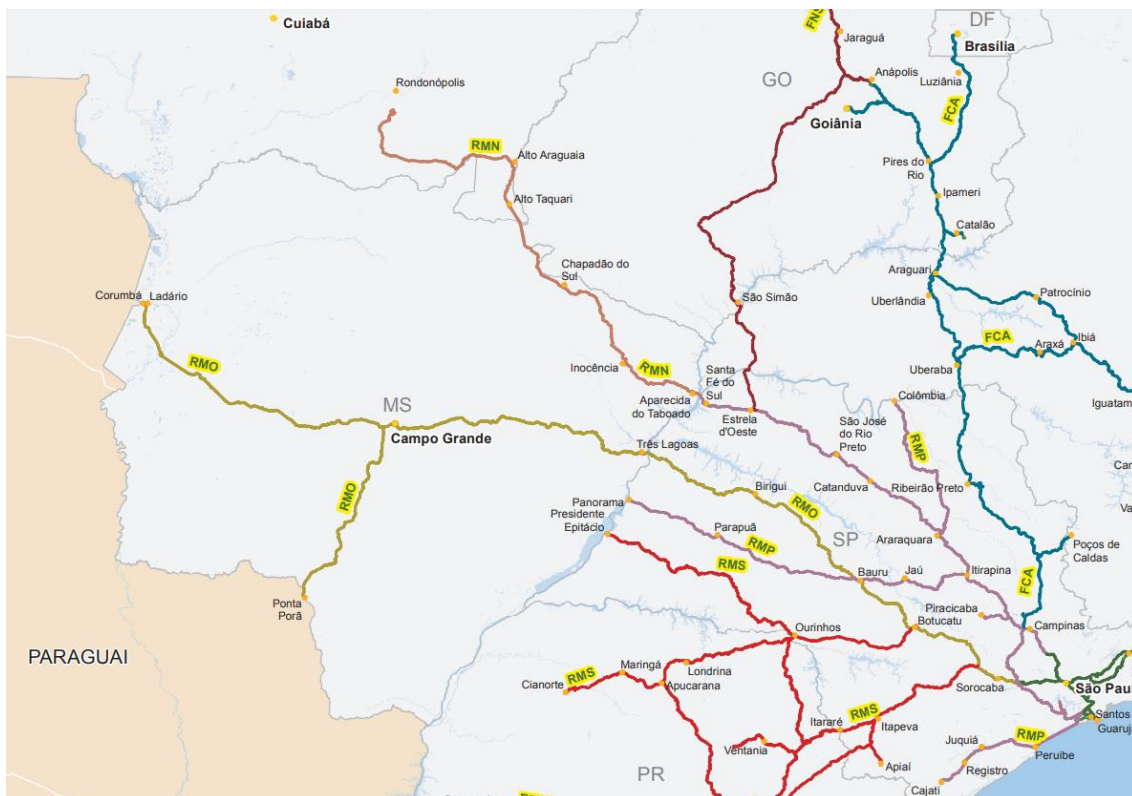 Cuiabá
FNS
Jaraguá
DF
Brasília
Rondonópolis
GO
Anápolis
Luziânia
FCA
Goiânia
RMN
Alto Araguaia
Pires do
Rio
Alto Taquari
Ipameri
Catalão
Chapadão do
Sul
Araguari
Corumbá
Ladário
São Simão
Uberlândia
Patrocínio
RMO
FCA
Ibiá
Araxá
Inocência
RMN
Santa
Fé do
Sul
Uberaba
Aparecida
do Taboado
Colômbia
Iguatam
MS
Estrela
d'Oeste
São José
do Rio
Preto
Campo Grande
Três Lagoas
RMP
Catanduva
Ribeirão Preto
RMO
Panorama
Birigui
RMO
Presidente
Epitácio
Parapuã
RMP
SP
Araraquara
Poços de
Caldas
RMS
Bauru
Jaú
Itirapina
FCA
Ponta
Porã
Piracicaba
Botucatu
Campinas
Ourinhos
PARAGUAI
RMS
Maringá
Londrina
Cianorte
Apucarana
Sorocaba
São Paul
RMS
Santos
Guaruj
Itararé
Itapeva
Ventania
Juquiá
RMP
Peruíbe
Apiaí
Registro
PR
Cajati